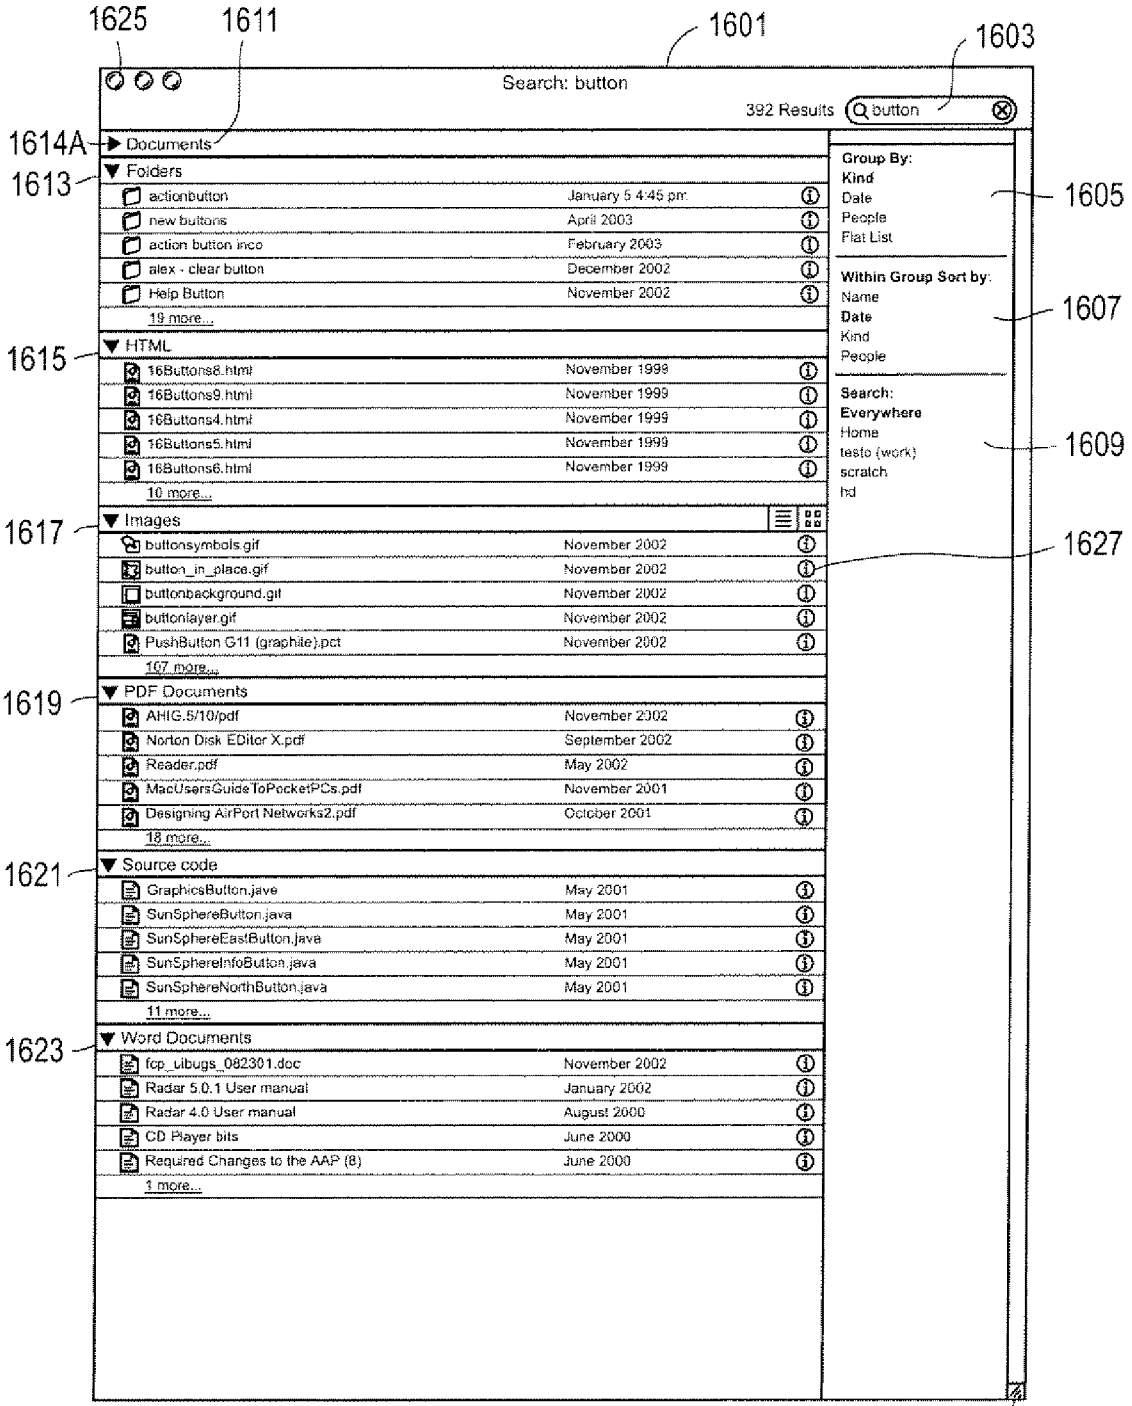 1625 1611 1601 1603
Search: button
392 Results button
1614A Documents
1613 Folders
actionbutton January 5 4:45 pm
new buttons April 2003
action button inco February 2003
alex - clear button December 2002
Help Button November 2002
19 more...
1615 HTML
16Buttons8.html November 1999
16Buttons9.html November 1999
16Buttons4.html November 1999
16Buttons5.html November 1999
16Buttons6.html November 1999
10 more...
1617 Images
buttonsymbols.gif November 2002
button_in_place.gif November 2002
buttonbackground.gif November 2002
buttonlayer.gif November 2002
PushButton G11 (graphile).pct November 2002
107 more...
1619 PDF Documents
AHIG.5/10/pdf November 2002
Norton Disk EDitor X.pdf September 2002
Reader.pdf May 2002
MacUsersGuideToPocketPCs.pdf November 2001
Designing AirPort Networks2.pdf October 2001
18 more...
1621 Source code
GraphicsButton.jave May 2001
SunSphereButton.java May 2001
SunSphereEastButton.java May 2001
SunSphereInfoButton.java May 2001
SunSphereNorthButton.java May 2001
11 more...
1623 Word Documents
fcp_uibugs_082301.doc November 2002
Radar 5.0.1 User manual January 2002
Radar 4.0 User manual August 2000
CD Player bits June 2000
Required Changes to the AAP (8) June 2000
1 more...
Group By:
Kind
Date 1605
People
Flat List
Within Group Sort by:
Name
Date 1607
Kind
People
Search:
Everywhere
Home 1609
testo (work)
scratch
hd
1627